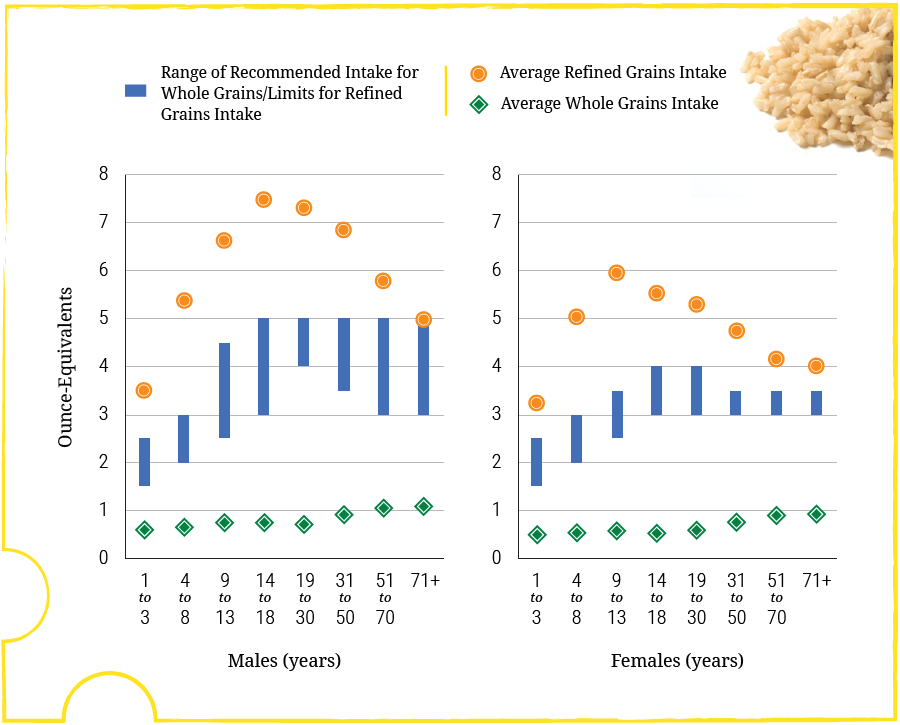 Range of Recommended Intake for
Whole Grains/Limits for Refined
Grains Intake
Average Refined Grains Intake
Average Whole Grains Intake
Ounce-Equivalents
8
7
6
5
4
3
2
1
0
1 4 9 14 19 31 51 71+
to to to to to to to
3 8 13 18 30 50 70
Males (years)
8
7
6
5
4
3
2
1
0
1 4 9 14 19 31 51 71+
to to to to to to to
3 8 13 18 30 50 70
Females (years)